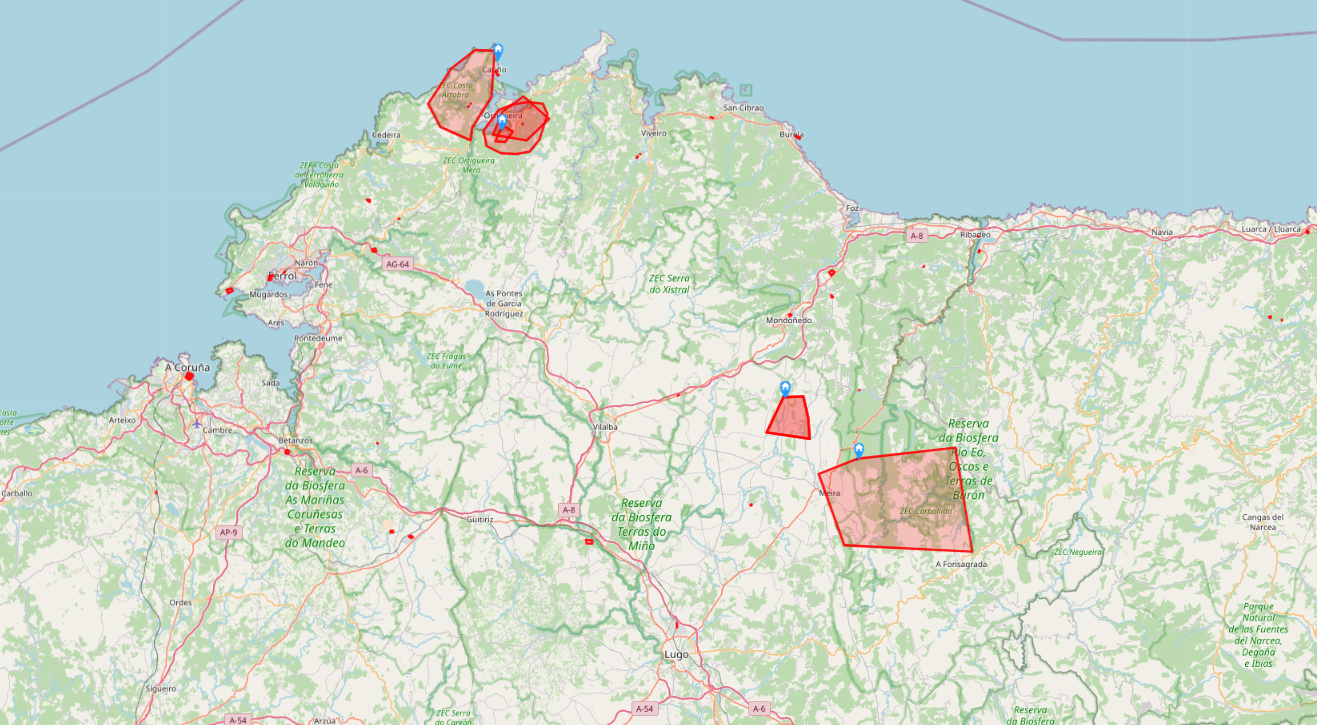 Cariño
ZEC Costa
Ártabra
Ortigueira
San Cibrao
Cedeira
Viveiro
Burela
ZEC Ortigueira
Mera
ZEPA Costa
de Ferrolterra
Valdoviño
Foz
A-8
Ribadeo
Navia
Luarca / Lluarca
Narón
AG-64
Ferrol
Fene
Mugardos
ZEC Serra
do Xistral
As Pontes
de García
Rodríguez
Ares
Mondoñedo
Pontedeume
ZEC Fragas
do Eume
A Coruña
Sada
Arteixo
Cambre
Vilalba
Betanzos
Reserva
da Biosfera
Río Eo,
Oscos e
Terras de
Burón
A-6
Reserva
da Biosfera
As Mariñas
Coruñesas
e Terras
do Mandeo
Carballo
Meira
A-8
Guitiriz
Reserva
da Biosfera
Terras do
Miño
ZEC Carballido
Cangas del
Narcea
AP-9
ZEC Negueira
A Fonsagrada
Ordes
Parque
Natural
de las Fuentes
del Narcea,
Degaña
e Ibias
Lugo
Sigüeiro
A-54
Arzúa
ZEC Serra
do Careón
A-54
A-6
Reserva
da Biosfera